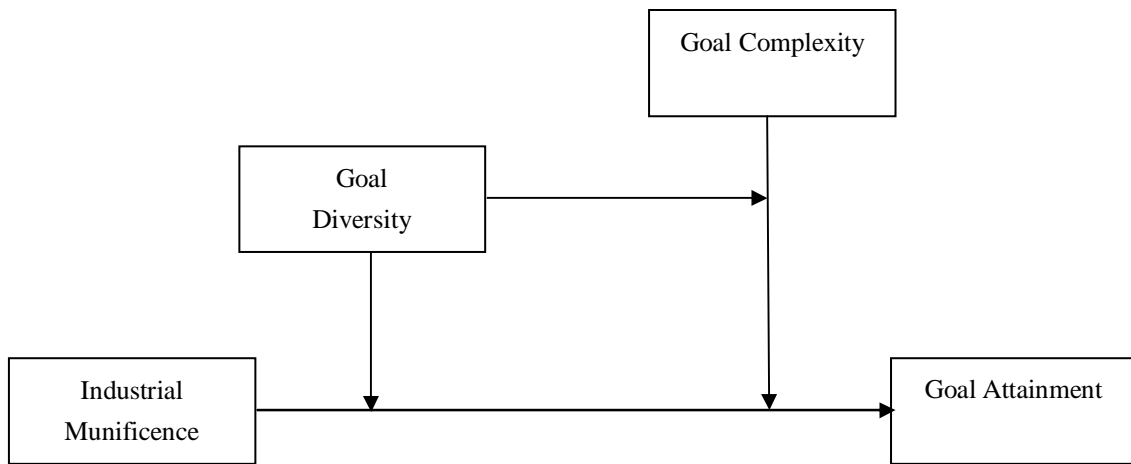 Goal Complexity
Goal
Diversity
Industrial
Munificence
Goal Attainment